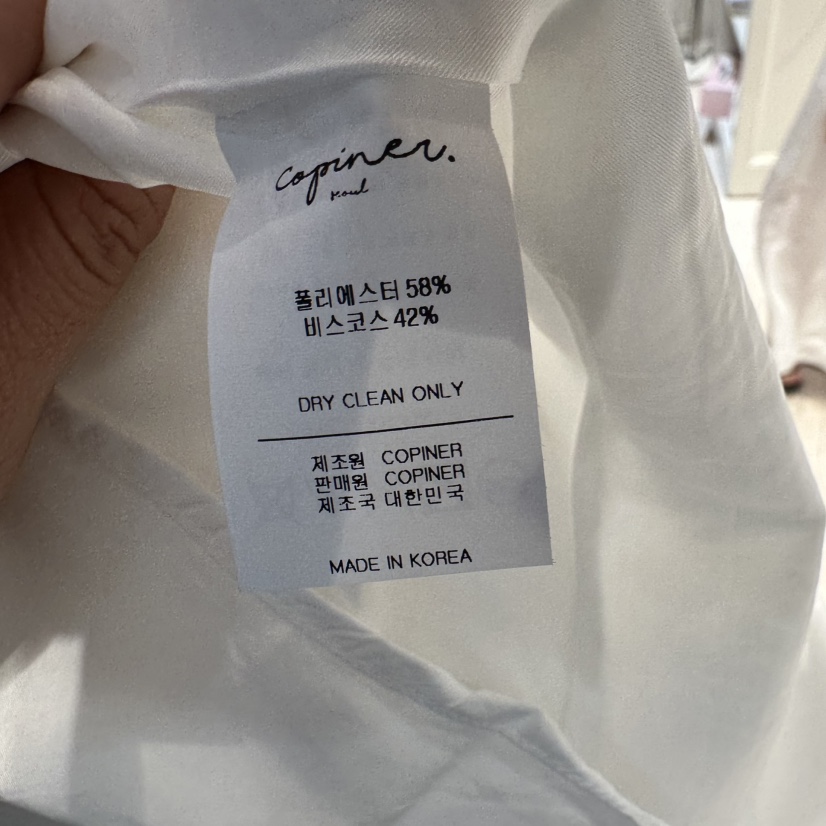 copiner.
폴리에스터 58%
비스코스 42%
DRY CLEAN ONLY
제조원 COPINER
판매원 COPINER
제조국 대한민국
MADE IN KOREA